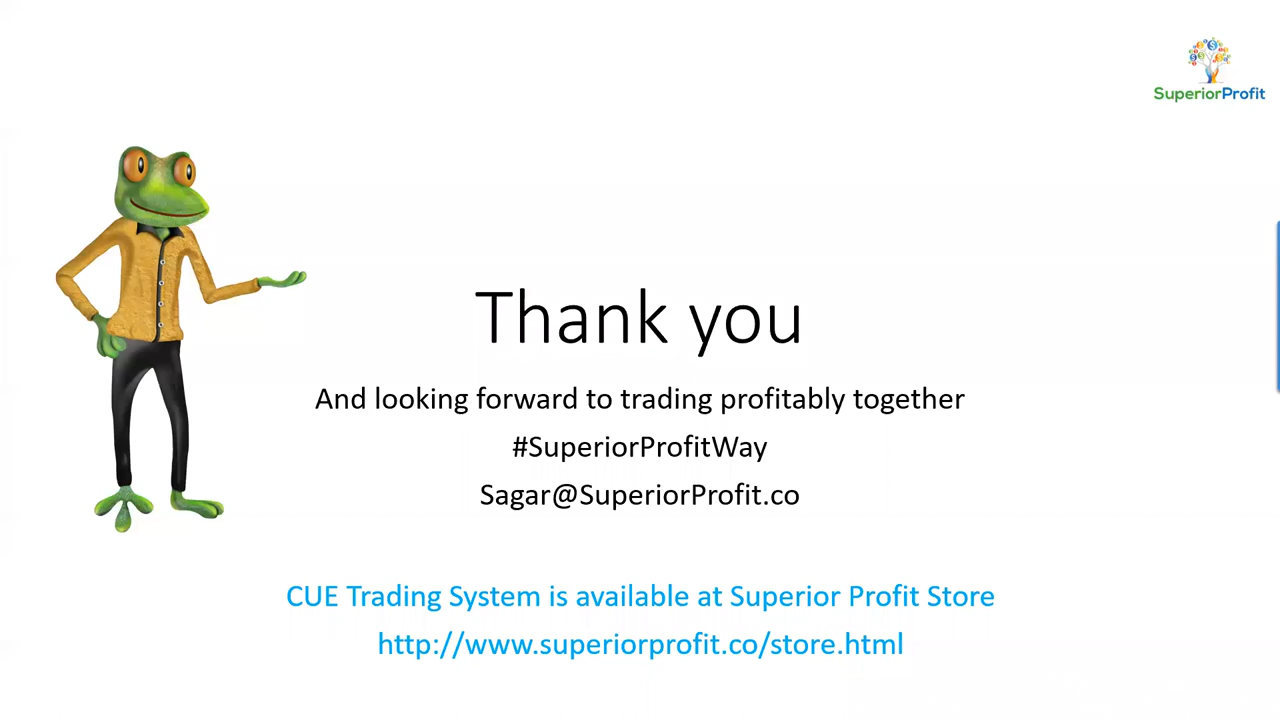 SuperiorProfit
Thank you
And looking forward to trading profitably together
#SuperiorProfitWay
Sagar@SuperiorProfit.co
CUE Trading System is available at Superior Profit Store
http://www.superiorprofit.co/store.html